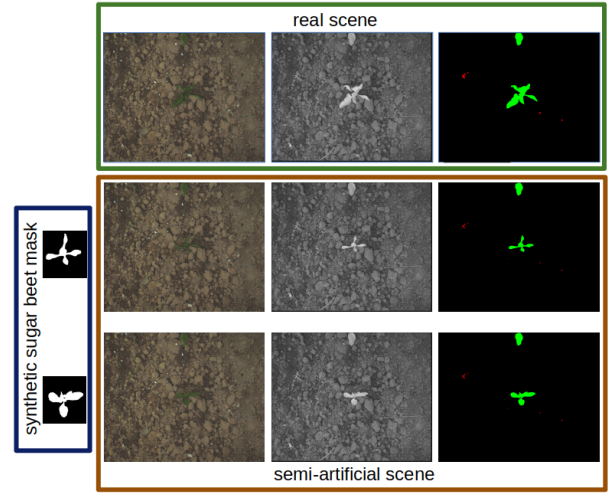 real scene
synthetic sugar beet mask
semi-artificial scene